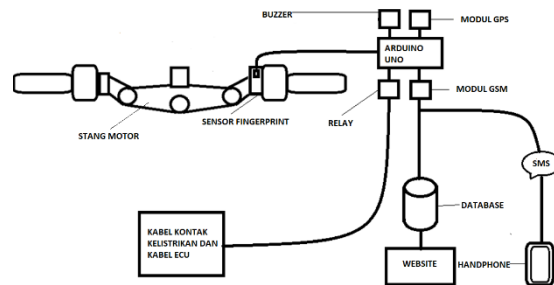 BUZZER
MODUL GPS
ARDUINO
UNO
MODUL GSM
STANG MOTOR
SENSOR FINGERPRINT
RELAY
SMS
DATABASE
KABEL KONTAK
KELISTRIKAN DAN
KABEL ECU
WEBSITE
HANDPHONE